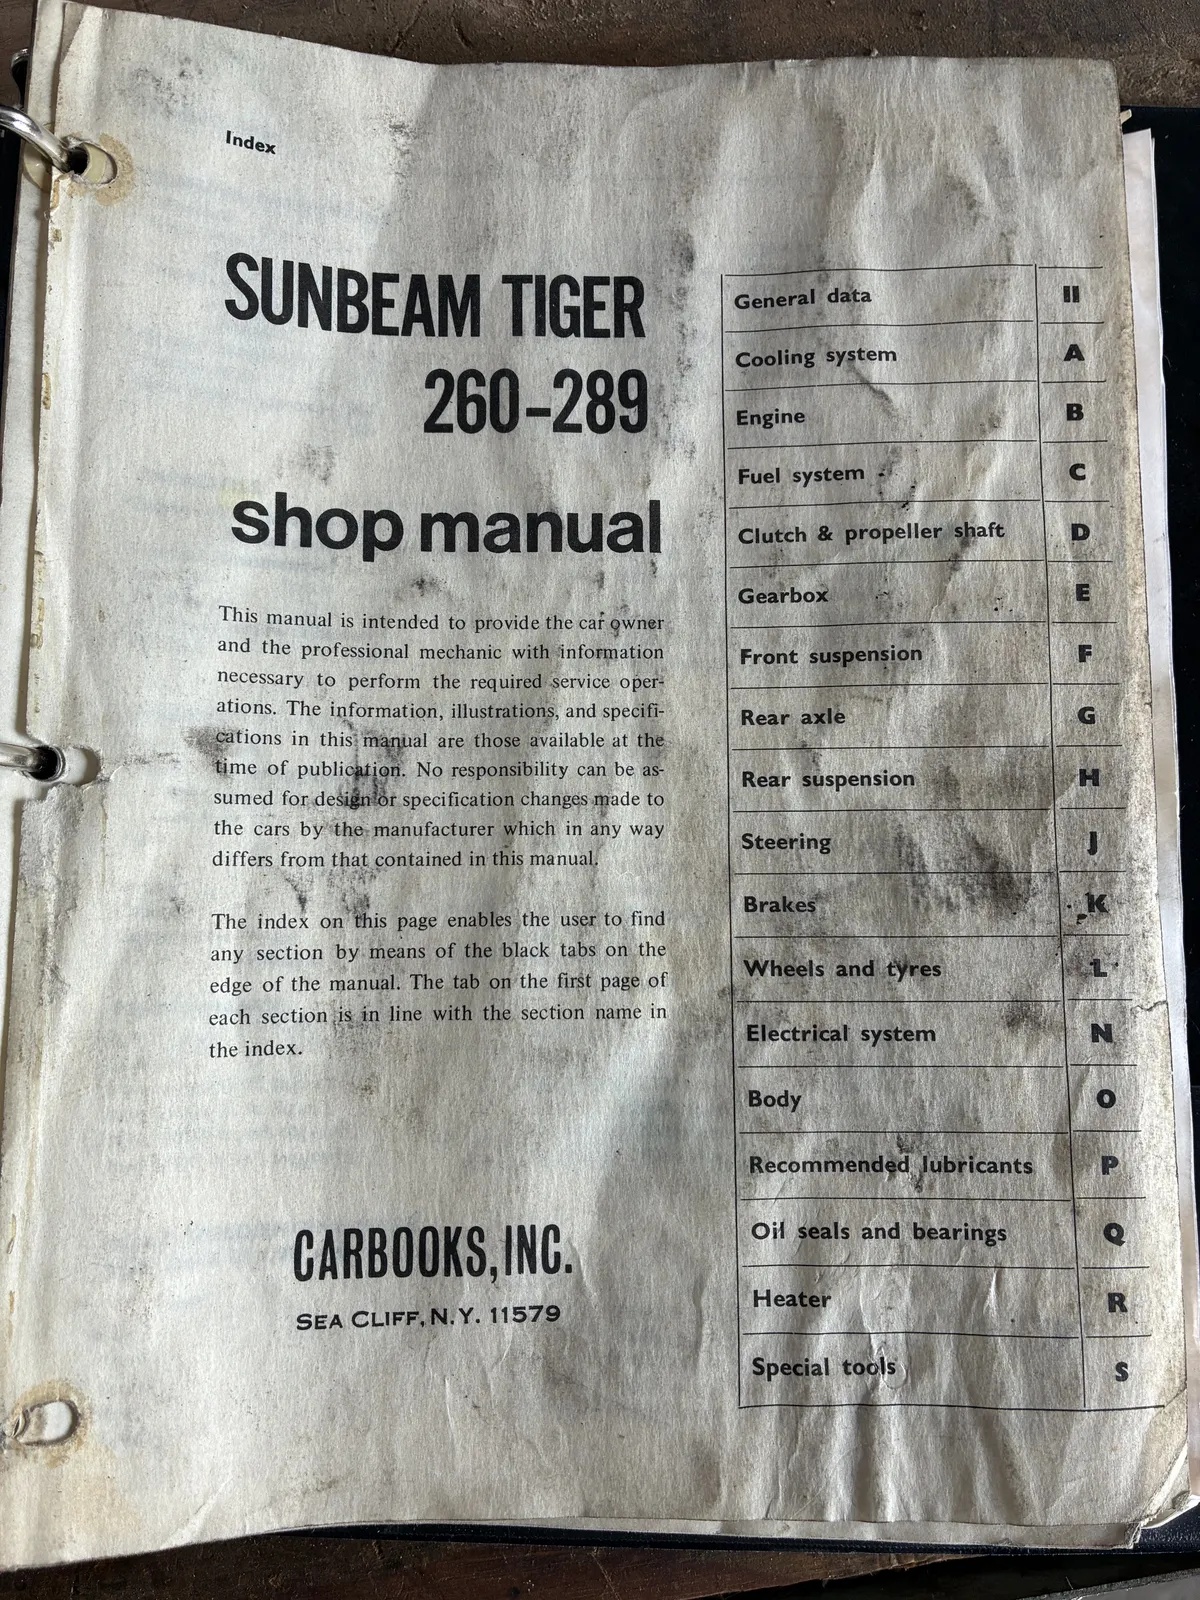 Index
SUNBEAM TIGER
260-289
shop manual
This manual is intended to provide the car owner
and the professional mechanic with information
necessary to perform the required service oper-
ations. The information, illustrations, and specifi-
cations in this manual are those available at the
time of publication. No responsibility can be as-
sumed for design or specification changes made to
the cars by the manufacturer which in any way
differs from that contained in this manual.
The index on this page enables the user to find
any section by means of the black tabs on the
edge of the manual. The tab on the first page of
each section is in line with the section name in
the index.
CARBOOKS, INC.
SEA CLIFF, N.Y. 11579
General data II
Cooling system A
Engine B
Fuel system C
Clutch & propeller shaft D
Gearbox E
Front suspension F
Rear axle G
Rear suspension H
Steering J
Brakes K
Wheels and tyres L
Electrical system N
Body O
Recommended lubricants P
Oil seals and bearings Q
Heater R
Special tools S